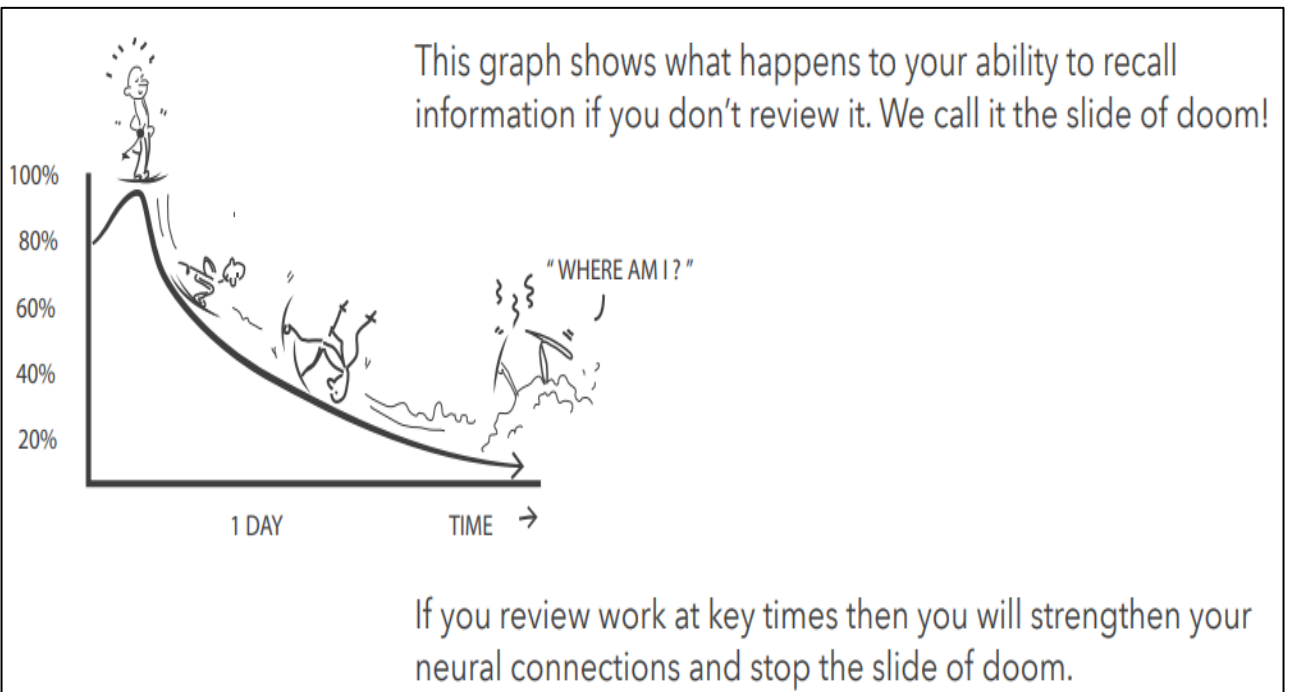 This graph shows what happens to your ability to recall
information if you don’t review it. We call it the slide of doom!
100%
80%
60%
40%
20%
“ WHERE AM I ? ”
1 DAY
TIME
If you review work at key times then you will strengthen your
neural connections and stop the slide of doom.